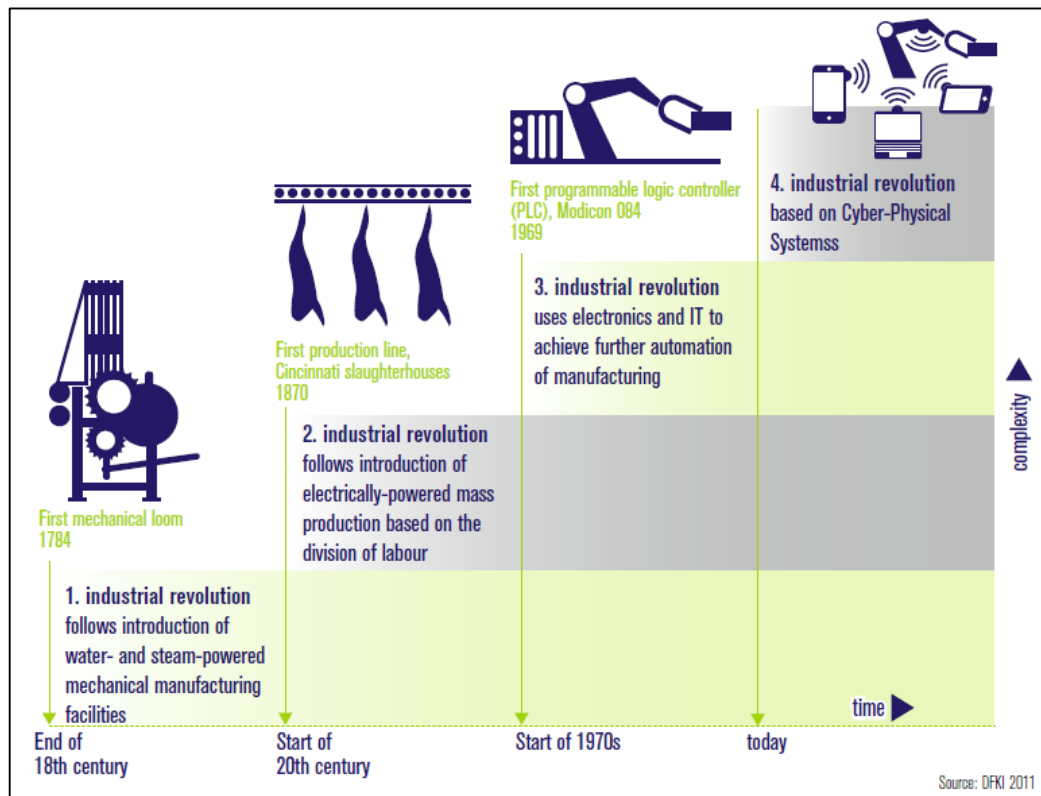 First mechanical loom
1784
First production line,
Cincinnati slaughterhouses
1870
First programmable logic controller
(PLC), Modicon 084
1969
4. industrial revolution
based on Cyber-Physical
Systemss
3. industrial revolution
uses electronics and IT to
achieve further automation
of manufacturing
2. industrial revolution
follows introduction of
electrically-powered mass
production based on the
division of labour
1. industrial revolution
follows introduction of
water- and steam-powered
mechanical manufacturing
facilities
complexity
time
End of
18th century
Start of
20th century
Start of 1970s
today
Source: DFKI 2011